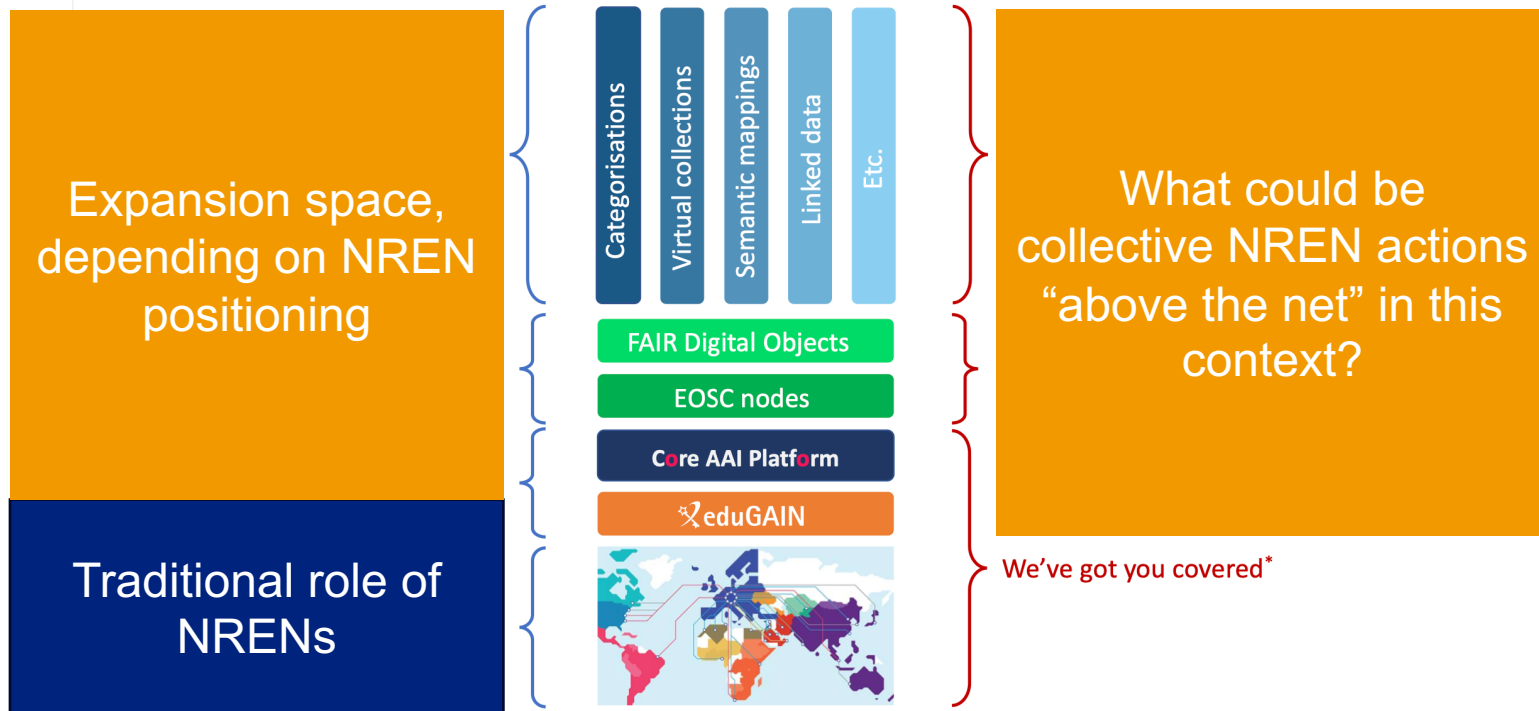 Expansion space,
depending on NREN
positioning
Traditional role of
NRENs
Categorisations
Virtual collections
Semantic mappings
Linked data
Etc.
FAIR Digital Objects
EOSC nodes
Core AAI Platform
eduGAIN
What could be
collective NREN actions
“above the net” in this
context?
We’ve got you covered*